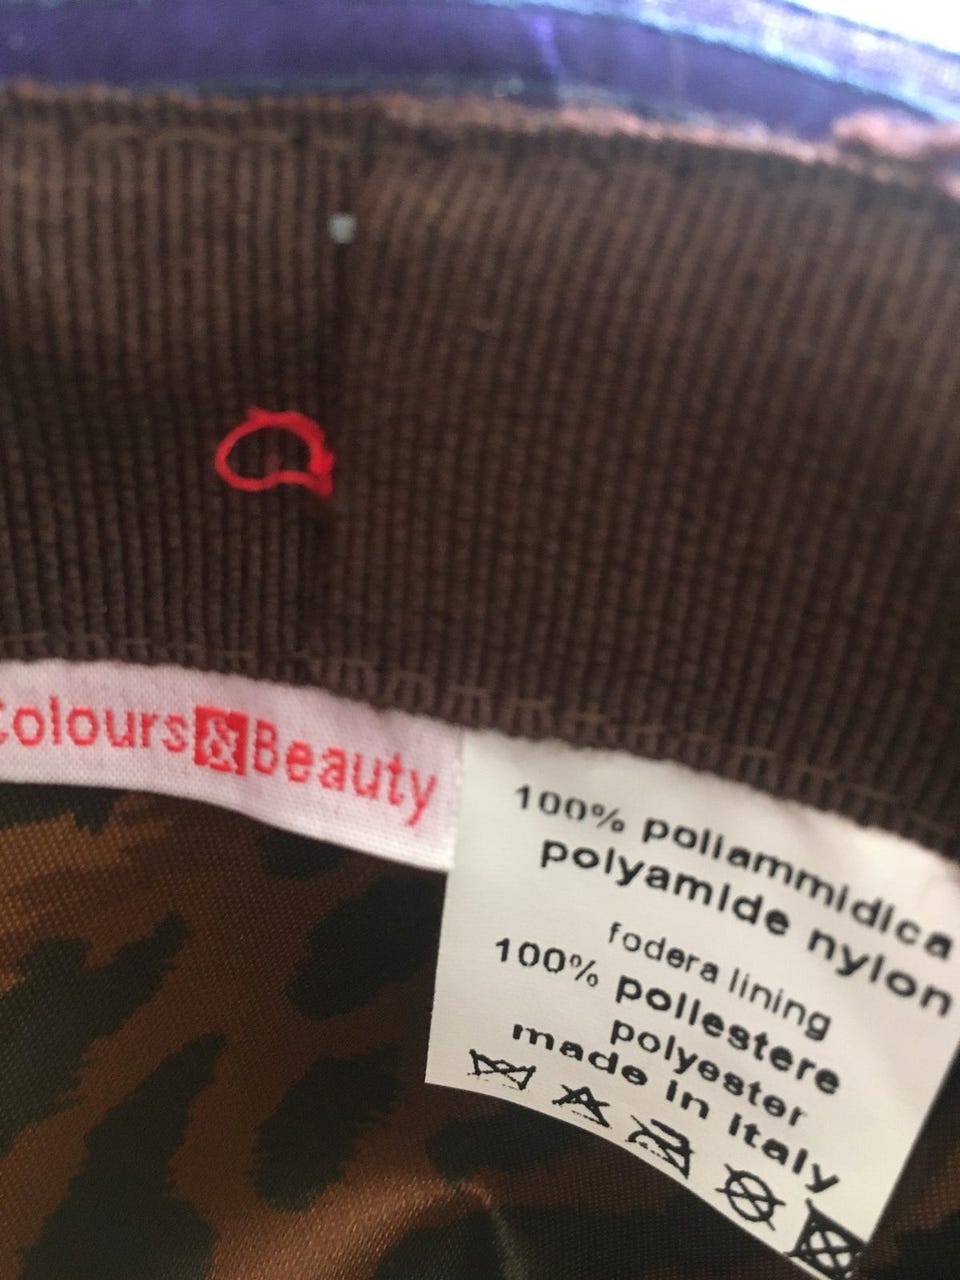 Colours&Beauty
100% poliammidica
polyamide nylon
fodera lining
100% poliestere
polyester
made in italy